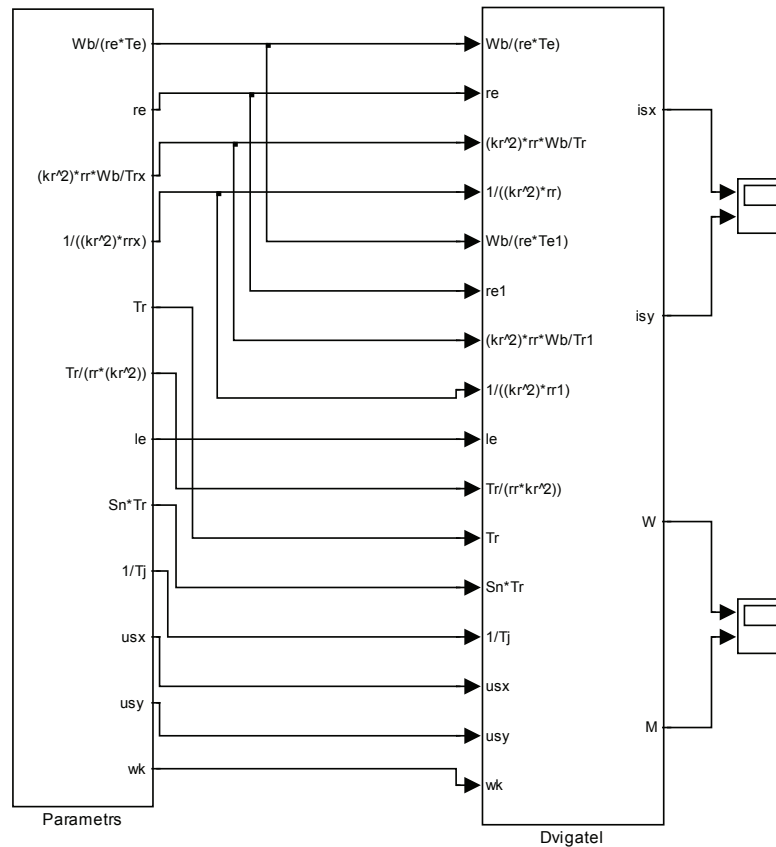 Wb/(re*Te)
re
(kr^2)*rr*Wb/Trx
1/((kr^2)*rrx)
Tr
Tr/(rr*(kr^2))
le
Sn*Tr
1/Tj
usx
usy
wk
Parametrs
Wb/(re*Te)
re
(kr^2)*rr*Wb/Tr
1/((kr^2)*rr)
Wb/(re*Te1)
re1
(kr^2)*rr*Wb/Tr1
1/((kr^2)*rr1)
le
Tr/(rr*kr^2))
Tr
Sn*Tr
1/Tj
usx
usy
wk
isx
isy
W
M
Dvigatel